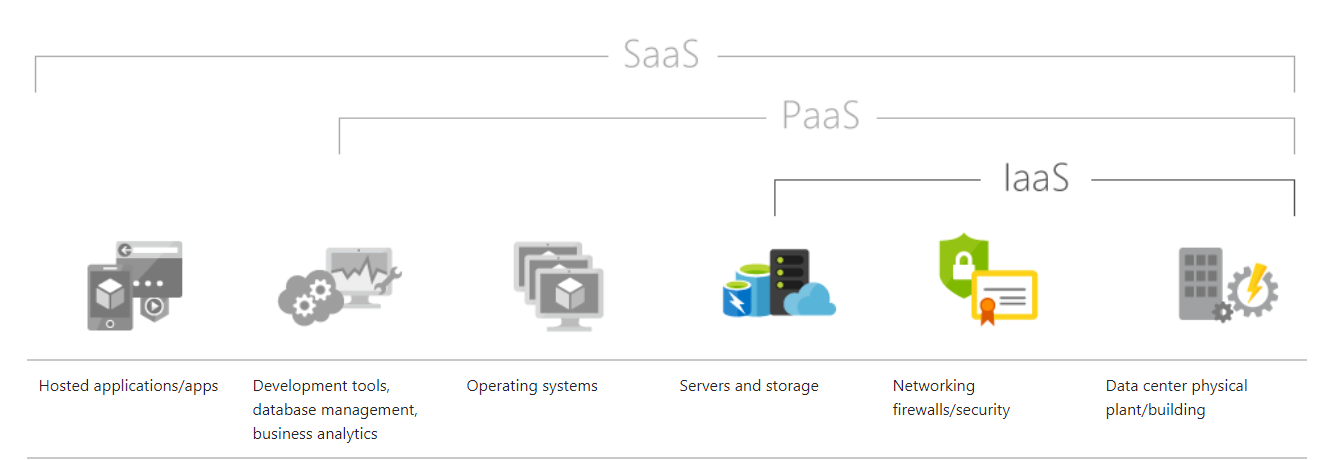 SaaS
PaaS
IaaS
Hosted applications/apps
Development tools,
database management,
business analytics
Operating systems
Servers and storage
Networking
firewalls/security
Data center physical
plant/building